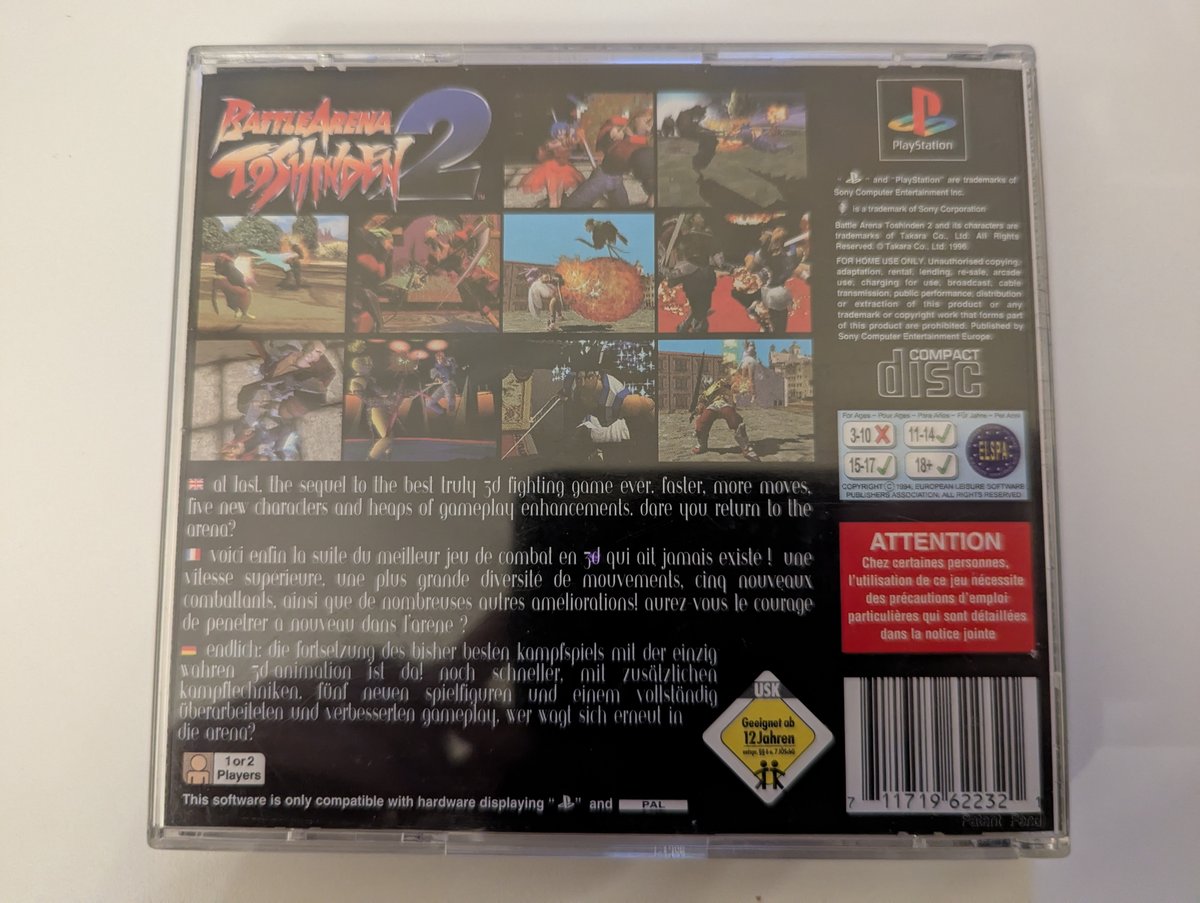 BATTLE ARENA
TOSHINDEN 2
TM
PlayStation
" " and "PlayStation" are trademarks of
Sony Computer Entertainment Inc.
is a trademark of Sony Corporation
Battle Arena Toshinden 2 and its characters are
trademarks of Takara Co., Ltd. All Rights
Reserved. © Takara Co., Ltd. 1996.
FOR HOME USE ONLY. Unauthorised copying,
adaptation, rental, lending, re-sale, arcade
use, charging for use, broadcast, cable
transmission, public performance, distribution
or extraction of this product or any
trademark or copyright work that forms part
of this product are prohibited. Published by
Sony Computer Entertainment Europe.
COMPACT
disc
For Ages - Pour Ages - Para Años - Für Jahre - Per Anni
3-10 11-14
15-17 18+
ELSPA
COPYRIGHT © 1994, EUROPEAN LEISURE SOFTWARE
PUBLISHERS ASSOCIATION, ALL RIGHTS RESERVED
at last, the sequel to the best truly 3d fighting game ever. faster, more moves,
five new characters and heaps of gameplay enhancements. dare you return to the
arena?
voici enfin la suite du meilleur jeu de combat en 3d qui ait jamais existe ! une
vitesse superieure, une plus grande diversité de mouvements, cinq nouveaux
combattants, ainsi que de nombreuses autres ameliorations! aurez-vous le courage
de penetrer a nouveau dans l'arene ?
endlich: die fortsetzung des bisher besten kampfspiels mit der einzig
wahren 3d-animation ist da! noch schneller, mit zusätzlichen
kampftechniken, fünf neuen spielfiguren und einem vollständig
überarbeiteten und verbesserten gameplay. wer wagt sich erneut in
die arena?
ATTENTION
Chez certaines personnes,
l'utilisation de ce jeu nécessite
des précautions d'emploi
particulières qui sont détaillées
dans la notice jointe
USK
Geeignet ab
12 Jahren
entspr. §§ 6 u. 7 JÖSchG
1 or 2
Players
This software is only compatible with hardware displaying " " and PAL
7 11719 62232 1